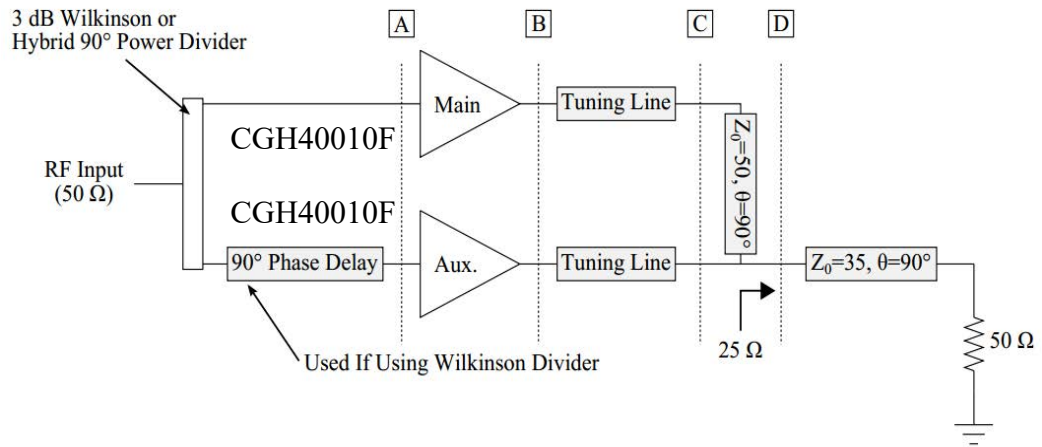 3 dB Wilkinson or
Hybrid 90° Power Divider
A
B
C
D
Main
Tuning Line
CGH40010F
Z₀=50, θ=90°
RF Input
(50 Ω)
CGH40010F
90° Phase Delay
Aux.
Tuning Line
Z₀=35, θ=90°
25 Ω
50 Ω
Used If Using Wilkinson Divider